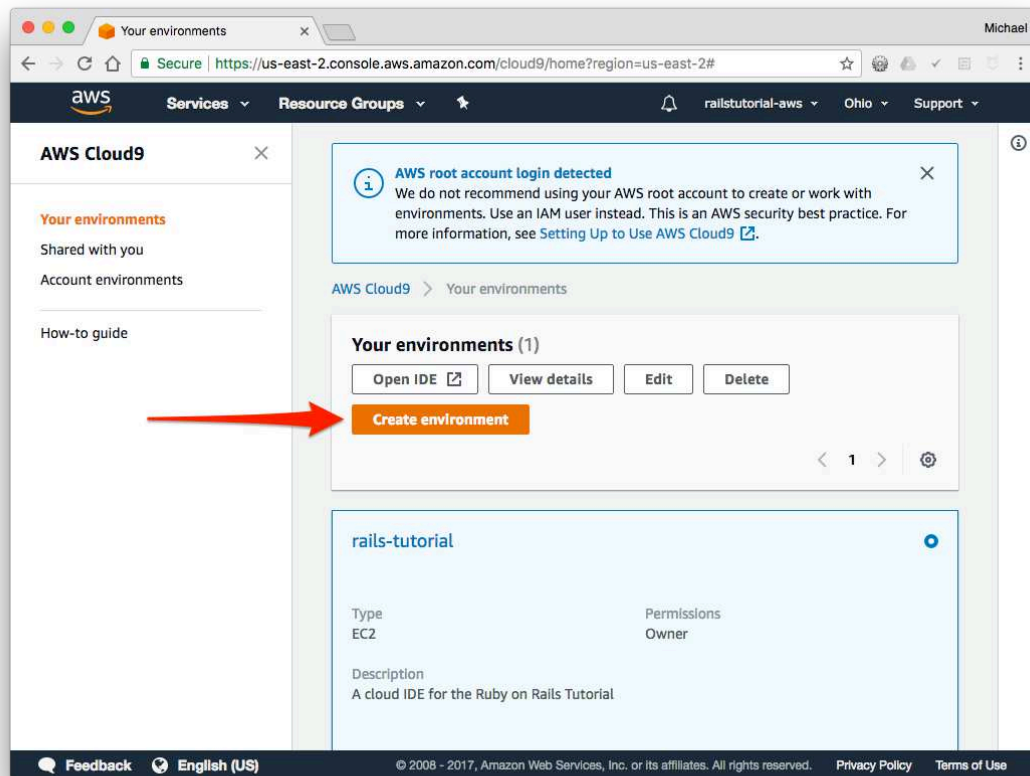 Your environments
Michael
Secure | https://us-east-2.console.aws.amazon.com/cloud9/home?region=us-east-2#
aws
Services
Resource Groups
railstutorial-aws
Ohio
Support
AWS Cloud9
Your environments
Shared with you
Account environments
How-to guide
AWS root account login detected
We do not recommend using your AWS root account to create or work with
environments. Use an IAM user instead. This is an AWS security best practice. For
more information, see Setting Up to Use AWS Cloud9.
AWS Cloud9 > Your environments
Your environments (1)
Open IDE
View details
Edit
Delete
Create environment
< 1 >
rails-tutorial
Type
EC2
Permissions
Owner
Description
A cloud IDE for the Ruby on Rails Tutorial
Feedback
English (US)
© 2008 - 2017, Amazon Web Services, Inc. or its affiliates. All rights reserved.
Privacy Policy
Terms of Use